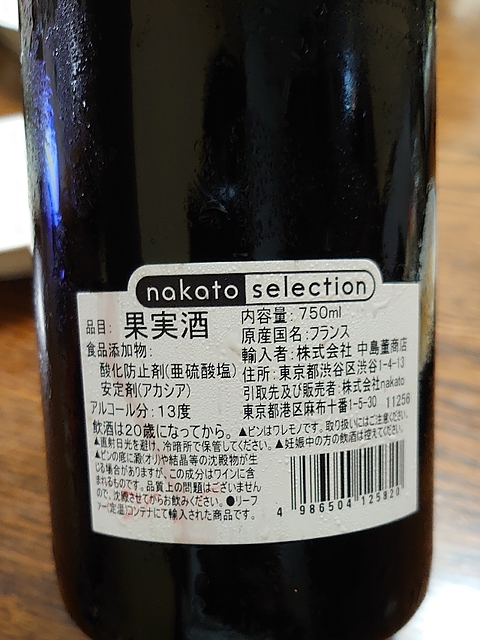 nakato selection
品目: 果実酒
食品添加物:
酸化防止剤(亜硫酸塩)
安定剤(アカシア)
アルコール分: 13度
内容量: 750ml
原産国名: フランス
輸入者: 株式会社 中島董商店
住所: 東京都渋谷区渋谷1-4-13
引取先及び販売者: 株式会社nakato
東京都港区麻布十番1-5-30 11256
飲酒は20歳になってから。▲ビンはワレモノです。取り扱いにはご注意ください。
▲直射日光を避け、冷暗所で保管してください。▲妊娠中の方の飲酒は控えてください。
▲ビンの底に澱(オリ)や結晶等の沈殿物が生
じる場合がありますが、この成分はワインに含
まれるものです。品質上の問題はございません
ので、沈殿させてからお飲みください。●リーフ
ァー(定温)コンテナにて輸入された商品です。
4 986504 125820